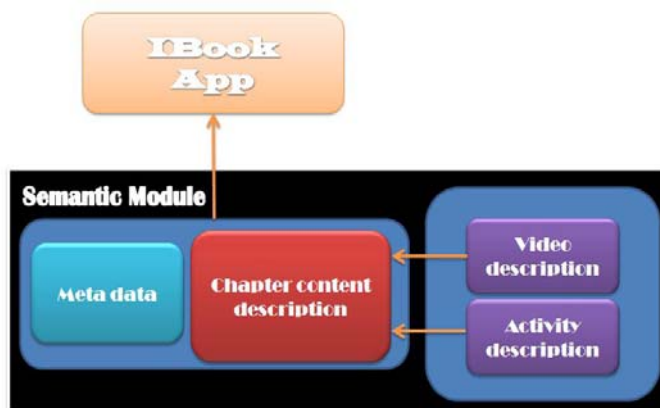 IBook
App
Semantic Module
Meta data
Chapter content
description
Video
description
Activity
description